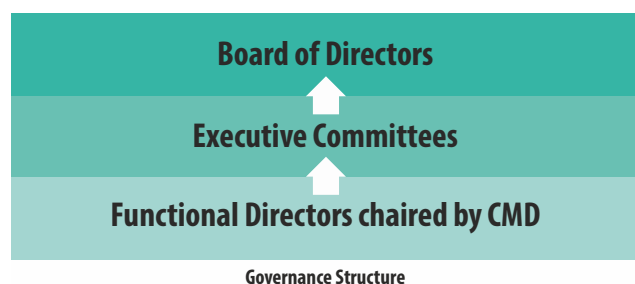 Board of Directors
Executive Committees
Functional Directors chaired by CMD
Governance Structure